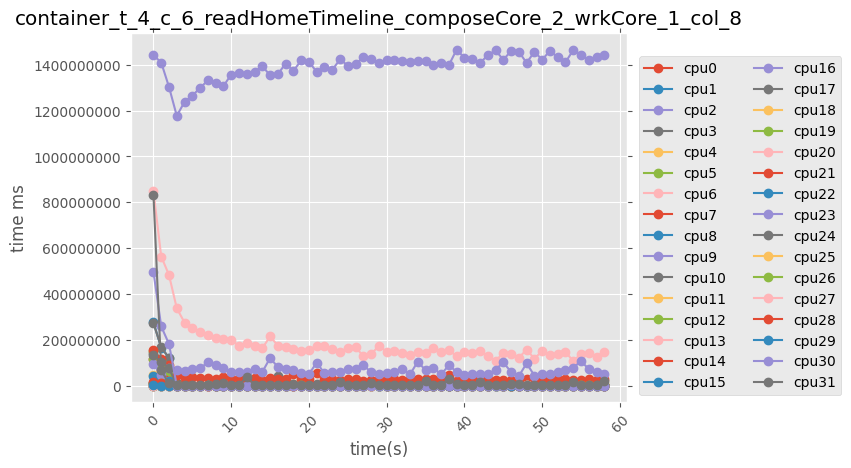 container_t_4_c_6_readHomeTimeline_composeCore_2_wrkCore_1_col_8
time ms
1400000000
1200000000
1000000000
800000000
600000000
400000000
200000000
0
0
10
20
30
40
50
60
time(s)
cpu0
cpu1
cpu2
cpu3
cpu4
cpu5
cpu6
cpu7
cpu8
cpu9
cpu10
cpu11
cpu12
cpu13
cpu14
cpu15
cpu16
cpu17
cpu18
cpu19
cpu20
cpu21
cpu22
cpu23
cpu24
cpu25
cpu26
cpu27
cpu28
cpu29
cpu30
cpu31